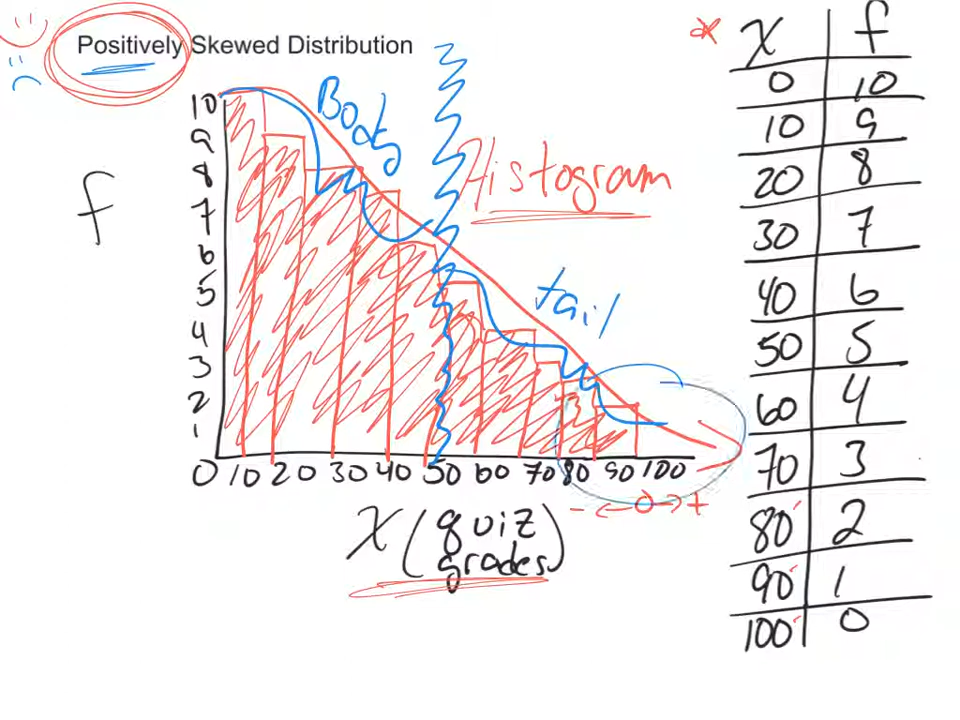 Positively Skewed Distribution
Body
Histogram
tail
f
10
9
8
7
6
5
4
3
2
1
0 10 20 30 40 50 60 70 80 90 100
- ← 0 → +
X (quiz
grades)
* X f
0 10
10 9
20 8
30 7
40 6
50 5
60 4
70 3
80 2
90 1
100 0